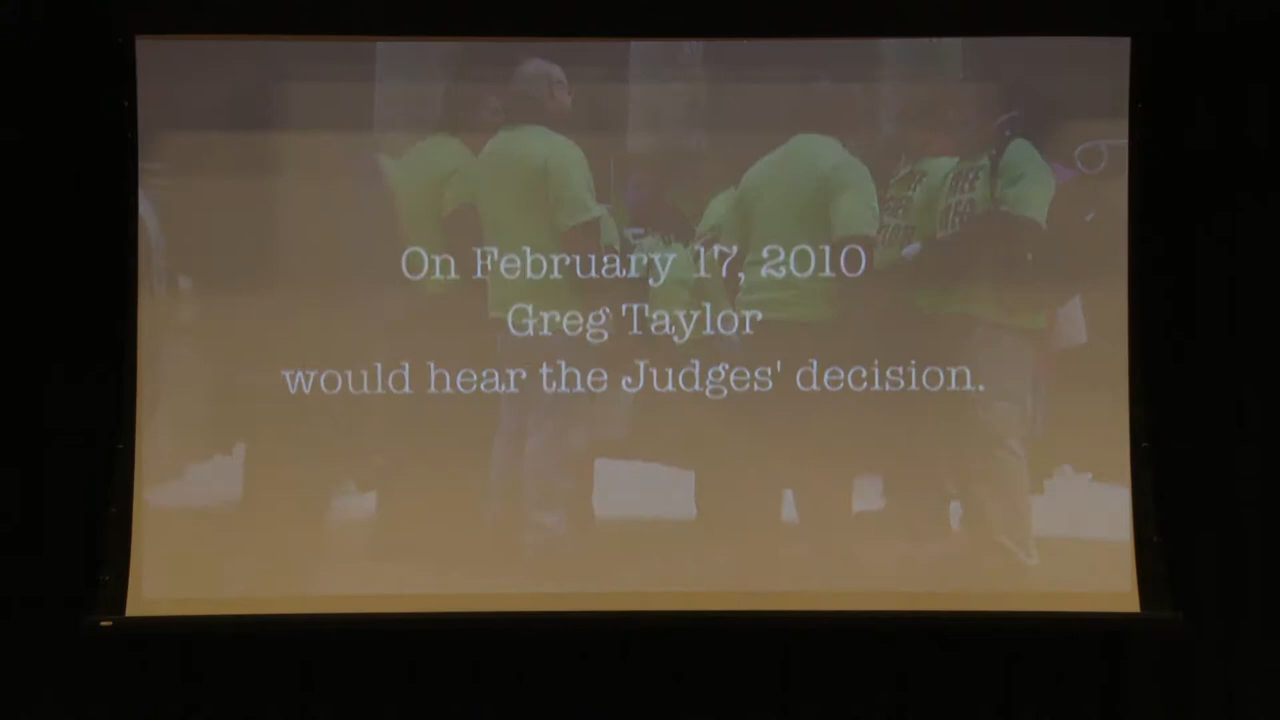 On February 17, 2010
Greg Taylor
would hear the Judges' decision.